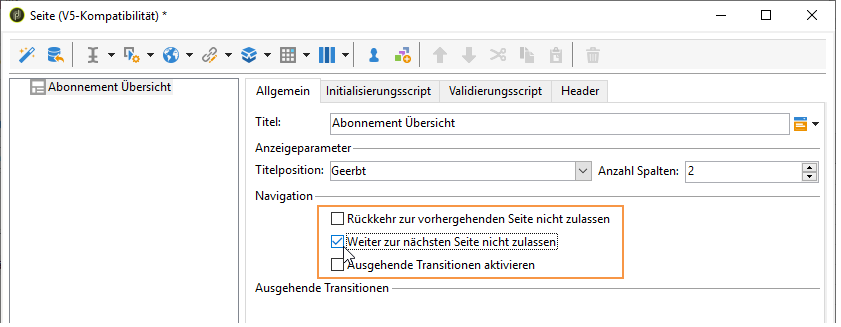 Seite (V5-Kompatibilität) *
Abonnement Übersicht
Allgemein Initialisierungsscript Validierungsscript Header
Titel: Abonnement Übersicht
Anzeigeparameter
Titelposition: Geerbt Anzahl Spalten: 2
Navigation
Rückkehr zur vorhergehenden Seite nicht zulassen
Weiter zur nächsten Seite nicht zulassen
Ausgehende Transitionen aktivieren
Ausgehende Transitionen